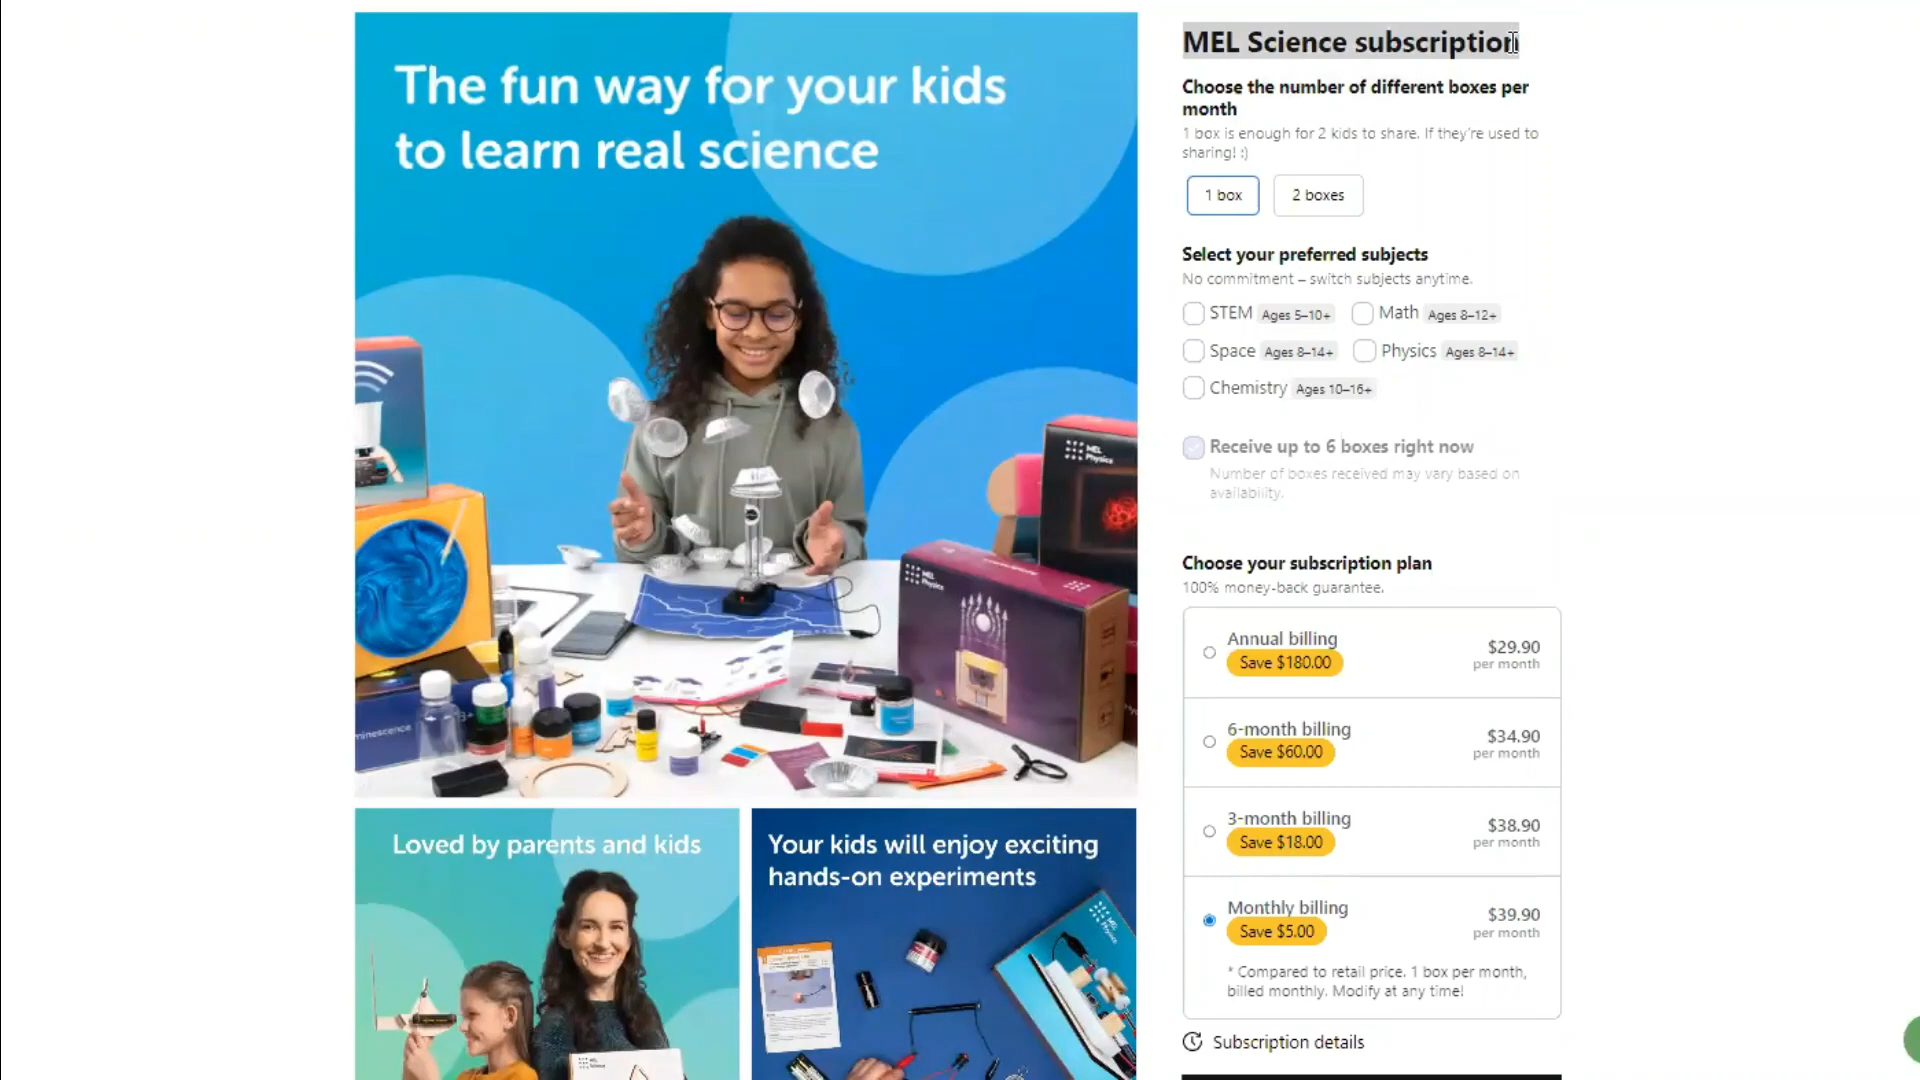 The fun way for your kids
to learn real science
MEL
Physics
MEL
Physics
Loved by parents and kids
Your kids will enjoy exciting
hands-on experiments
MEL
Physics
MEL Science subscription
Choose the number of different boxes per
month
1 box is enough for 2 kids to share. If they're used to
sharing! :)
1 box 2 boxes
Select your preferred subjects
No commitment – switch subjects anytime.
STEM Ages 5–10+ Math Ages 8–12+
Space Ages 8–14+ Physics Ages 8–14+
Chemistry Ages 10–16+
Receive up to 6 boxes right now
Number of boxes received may vary based on
availability.
Choose your subscription plan
100% money-back guarantee.
Annual billing $29.90
Save $180.00 per month
6-month billing $34.90
Save $60.00 per month
3-month billing $38.90
Save $18.00 per month
Monthly billing $39.90
Save $5.00 per month
* Compared to retail price. 1 box per month,
billed monthly. Modify at any time!
Subscription details